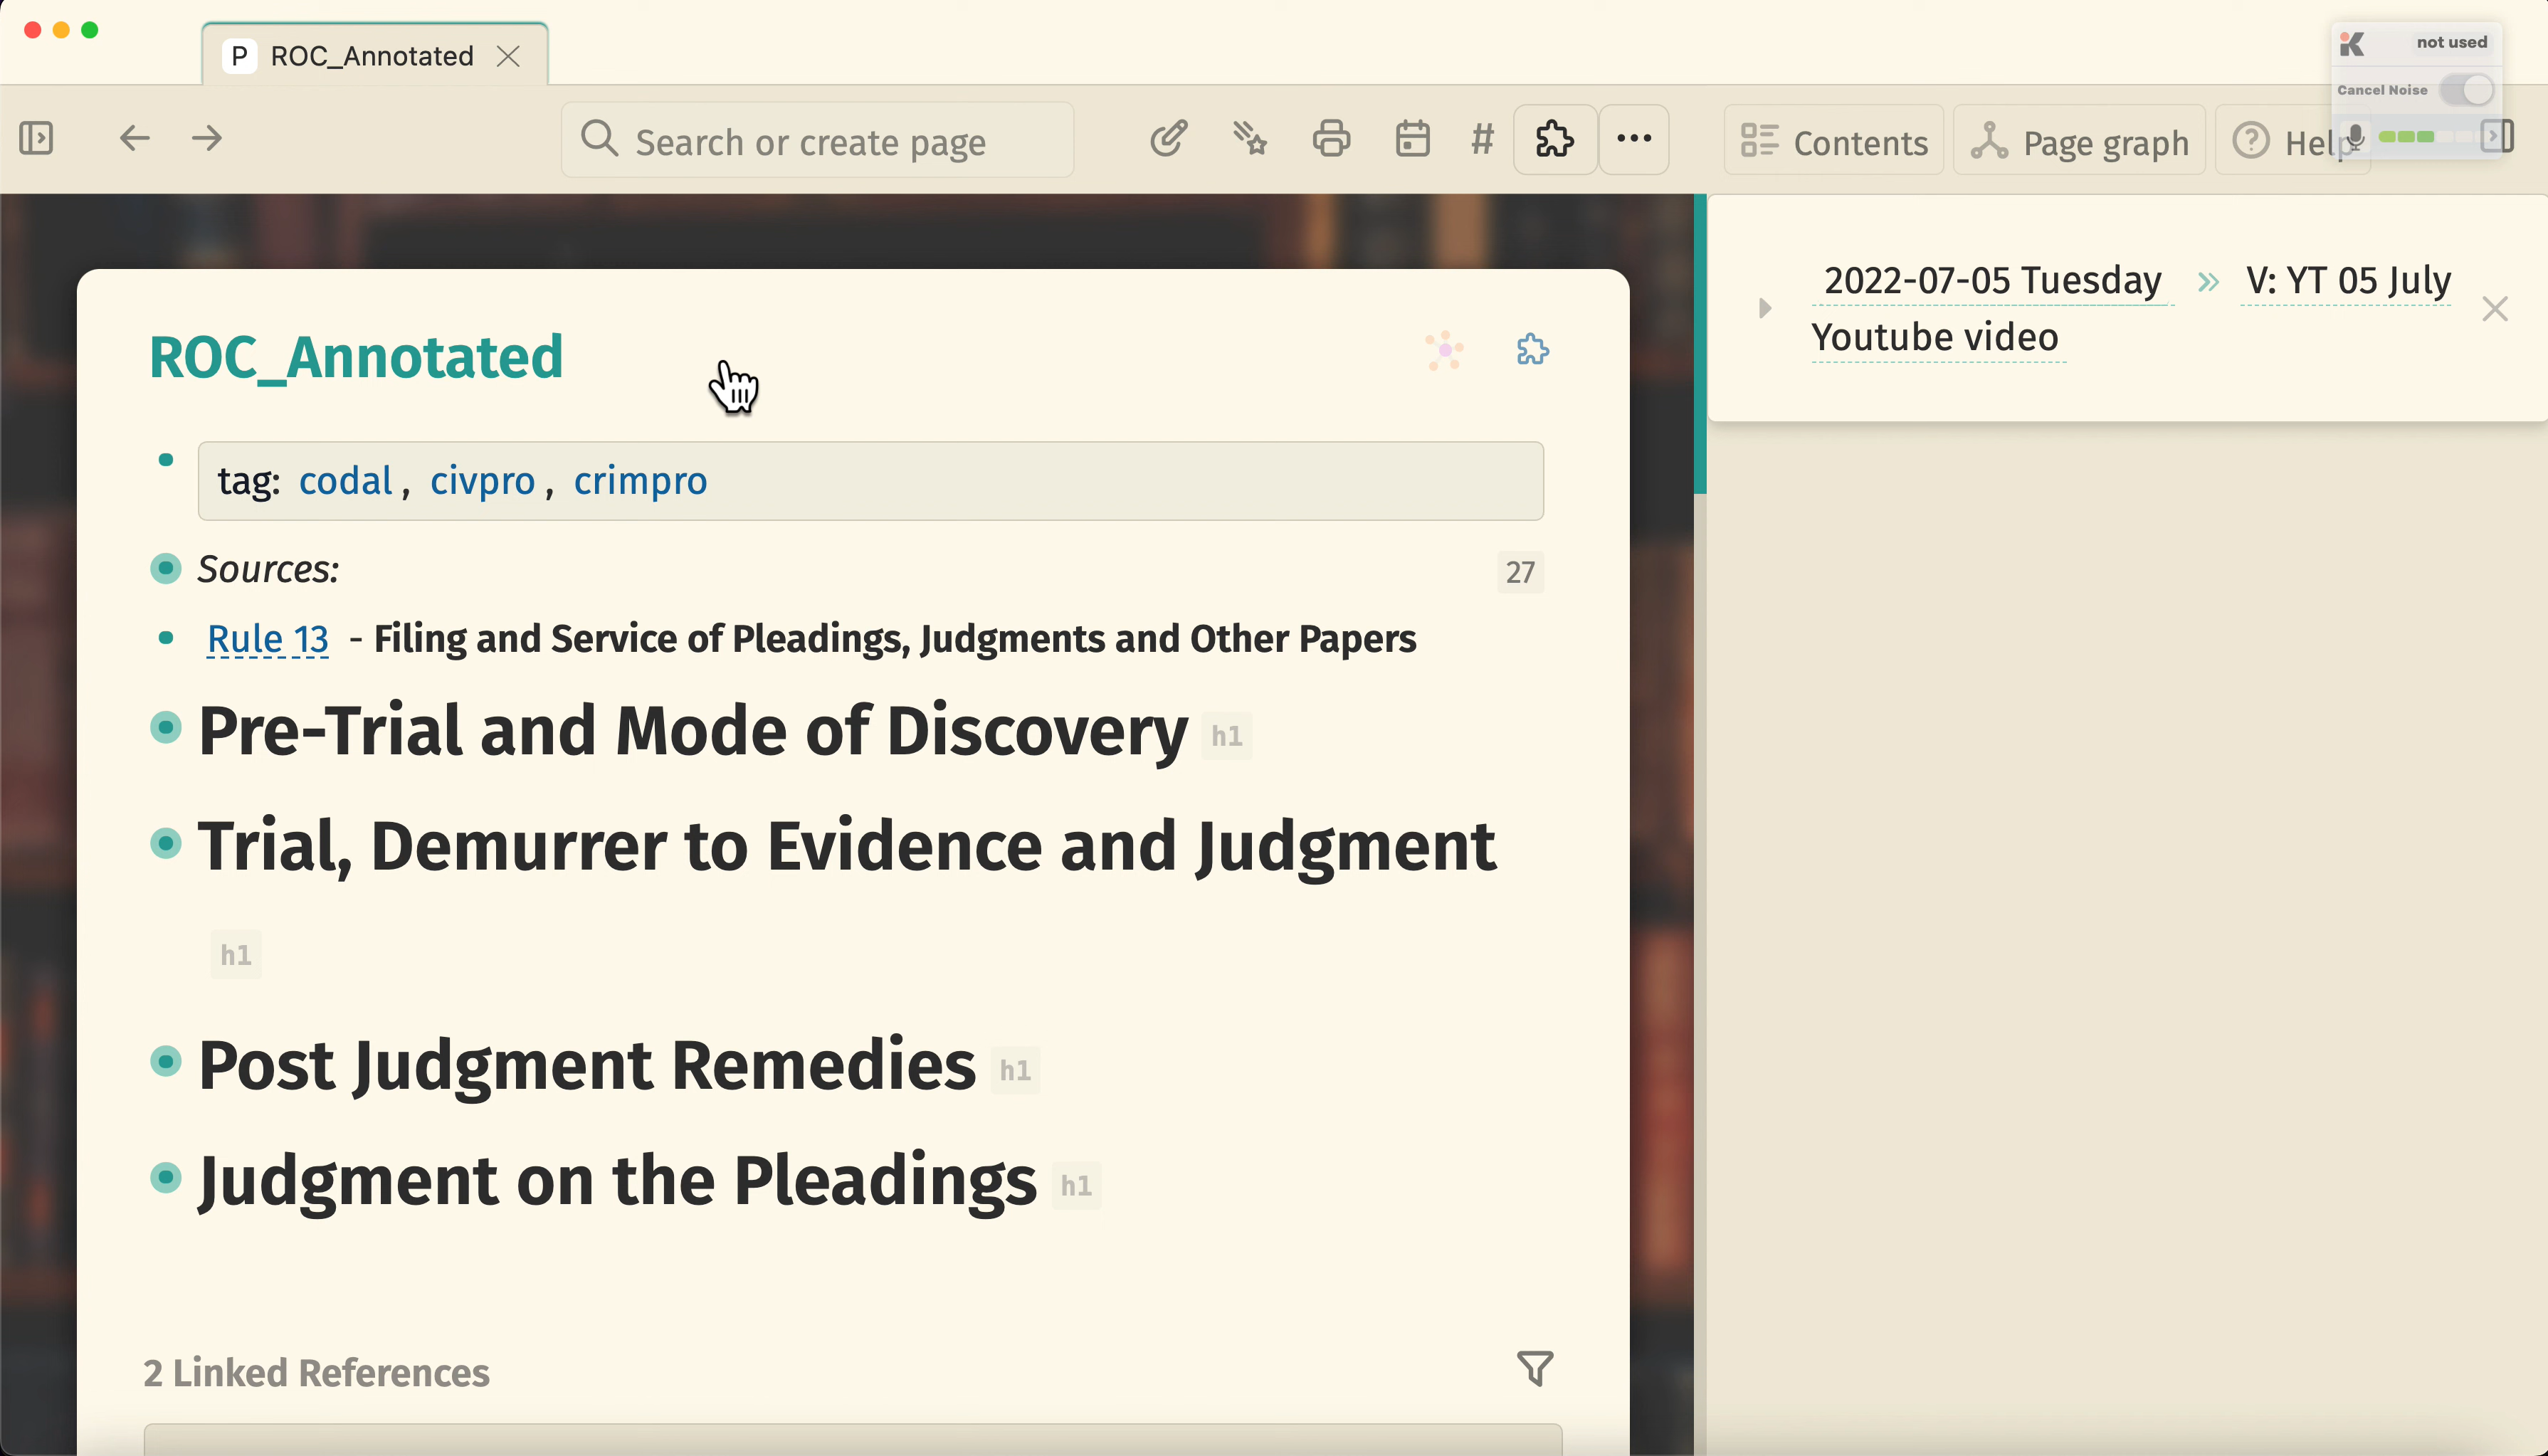 P ROC_Annotated
not used
Cancel Noise
Search or create page
Contents
Page graph
Help
2022-07-05 Tuesday » V: YT 05 July
Youtube video
ROC_Annotated
tag: codal , civpro , crimpro
Sources:
27
Rule 13 - Filing and Service of Pleadings, Judgments and Other Papers
Pre-Trial and Mode of Discovery h1
Trial, Demurrer to Evidence and Judgment
h1
Post Judgment Remedies h1
Judgment on the Pleadings h1
2 Linked References